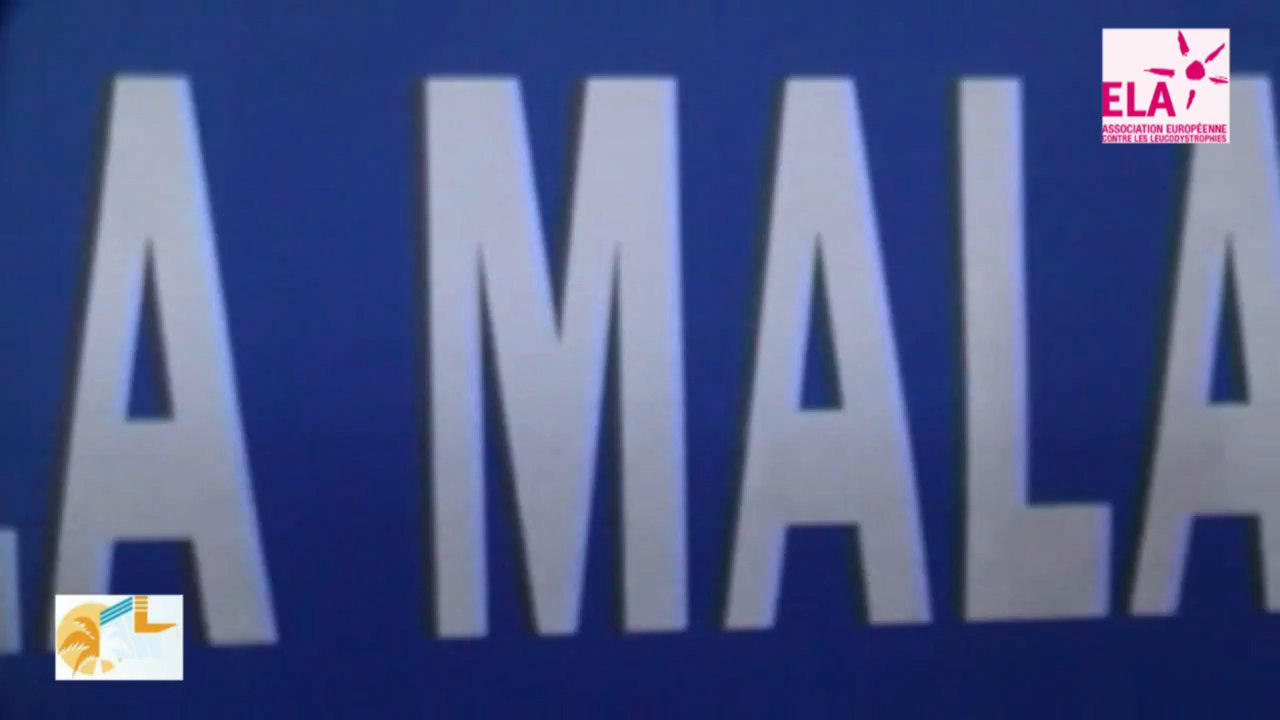 LA MALA
ELA
ASSOCIATION EUROPÉENNE
CONTRE LES LEUCODYSTROPHIES